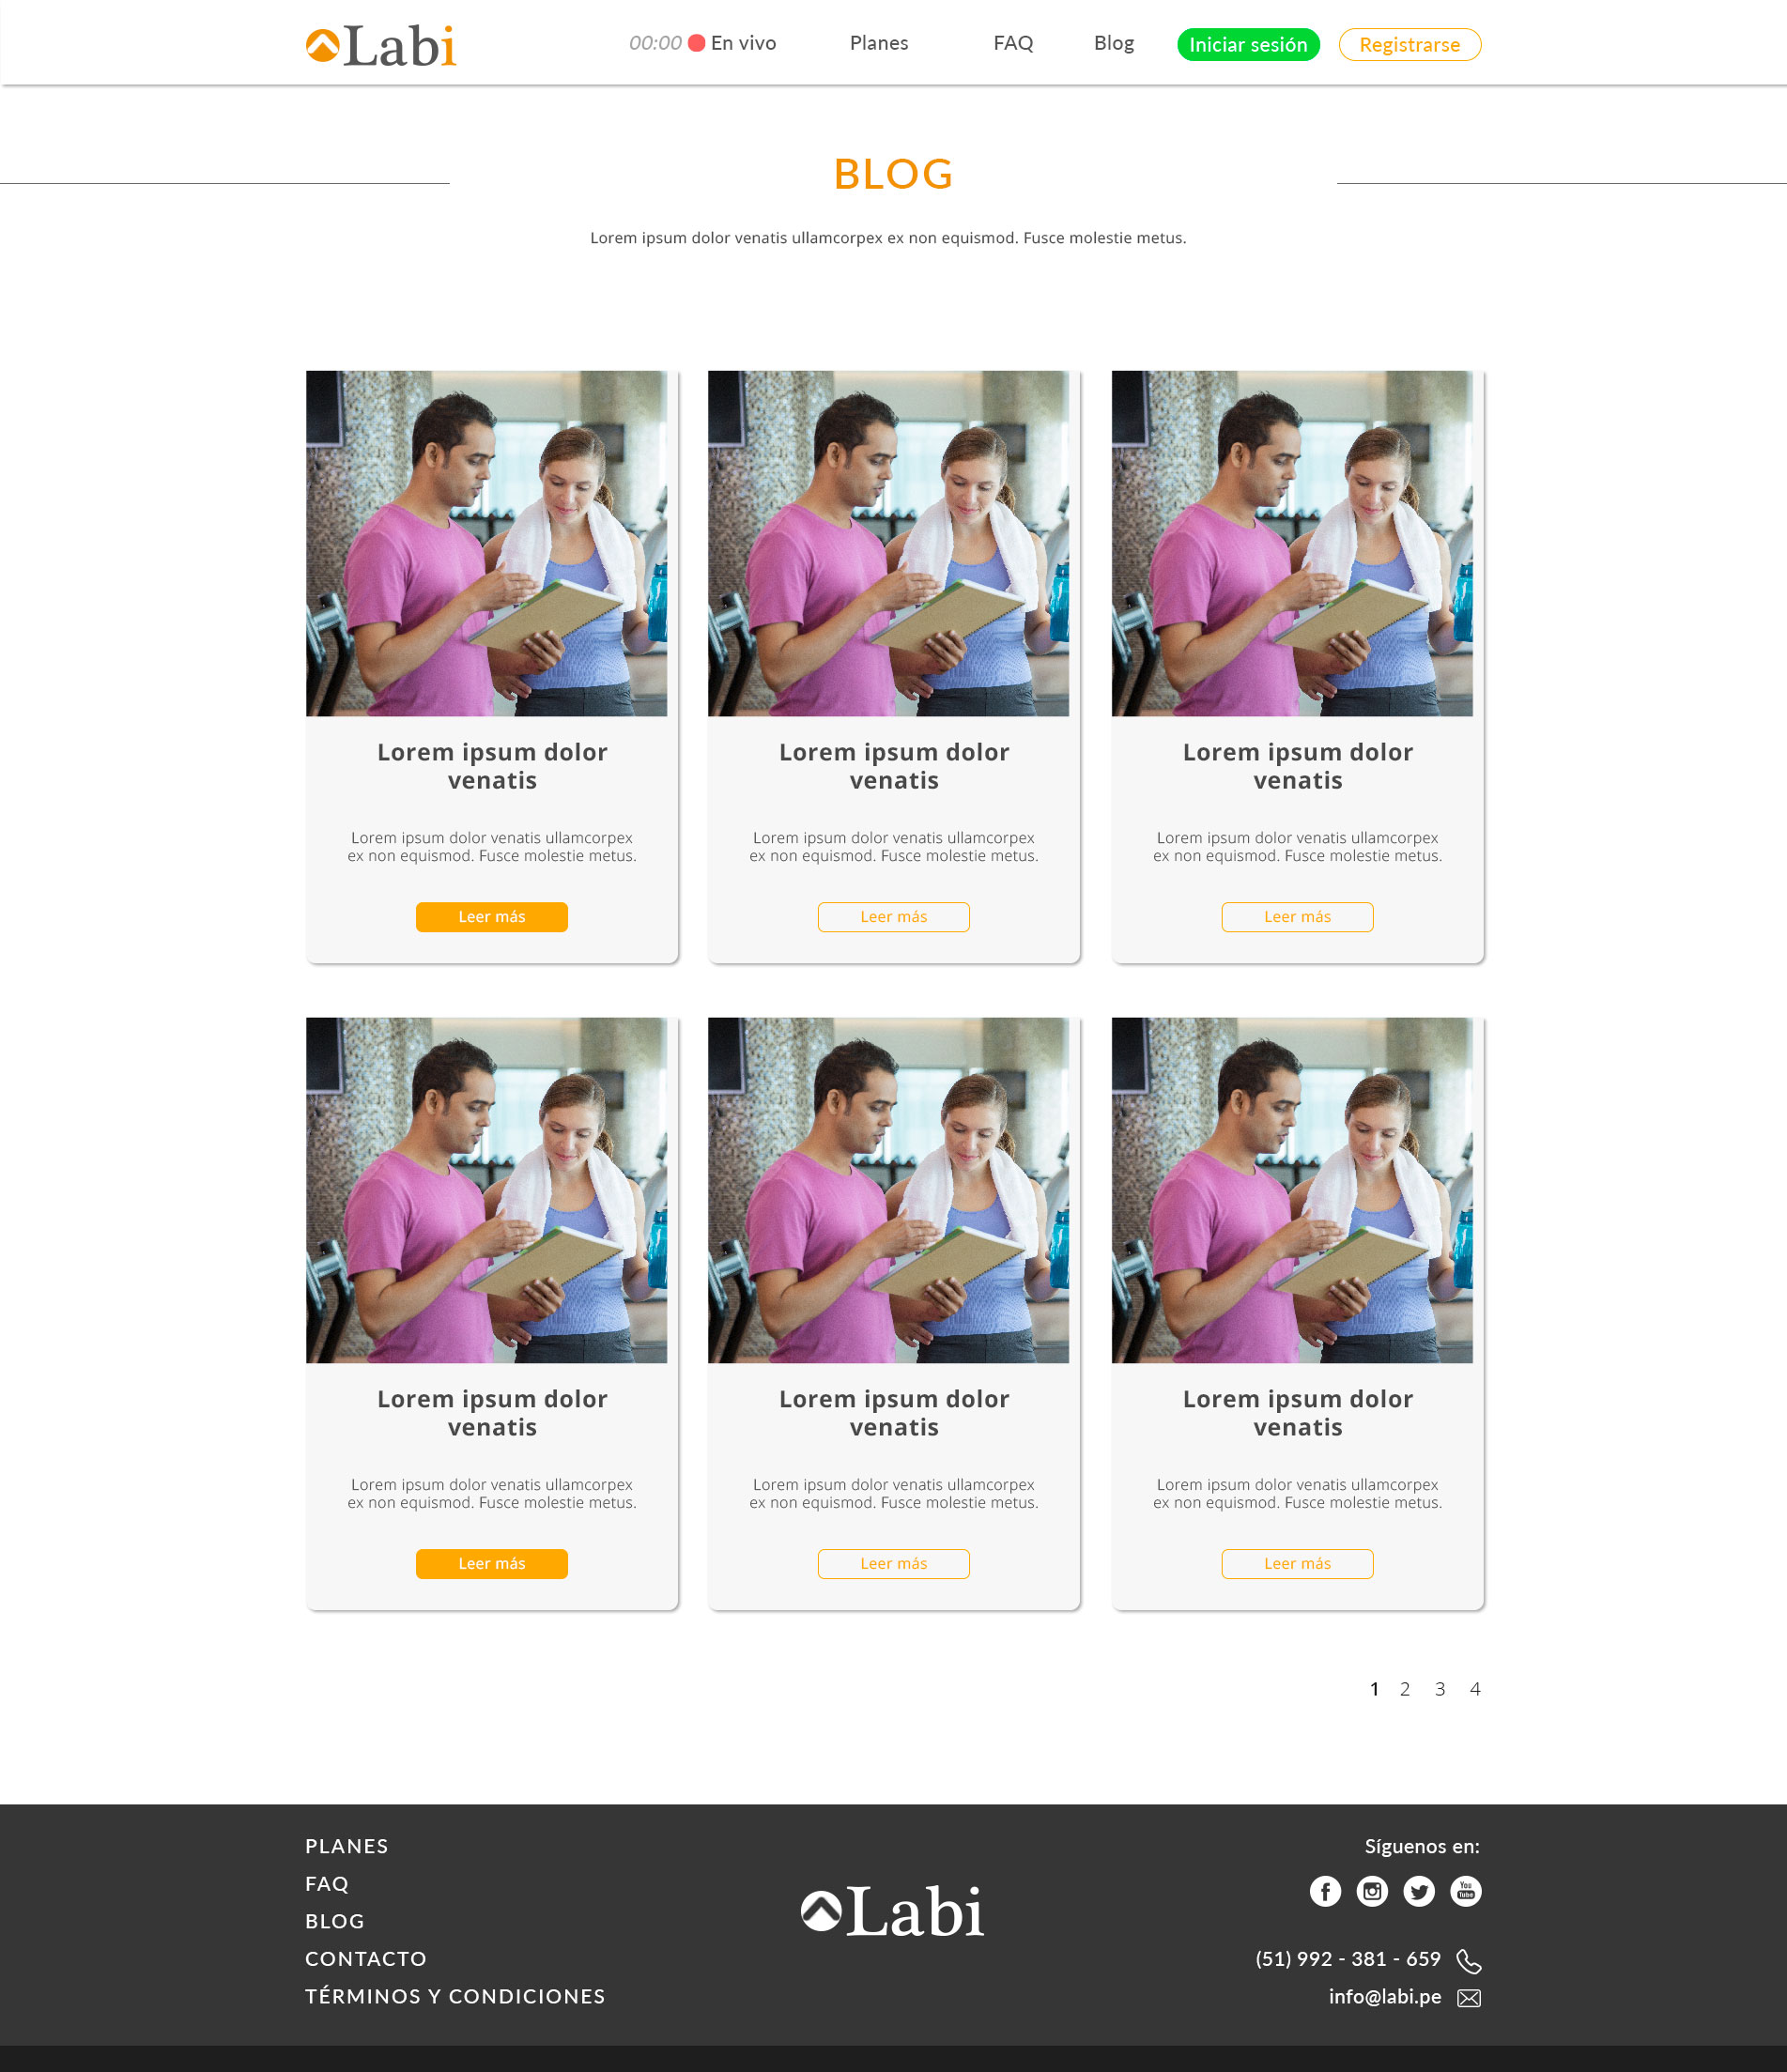 Labi
00:00 En vivo
Planes
FAQ
Blog
Iniciar sesión
Registrarse
BLOG
Lorem ipsum dolor venatis ullamcorpex ex non equismod. Fusce molestie metus.
Lorem ipsum dolor
venatis
Lorem ipsum dolor venatis ullamcorpex
ex non equismod. Fusce molestie metus.
Leer más
Lorem ipsum dolor
venatis
Lorem ipsum dolor venatis ullamcorpex
ex non equismod. Fusce molestie metus.
Leer más
Lorem ipsum dolor
venatis
Lorem ipsum dolor venatis ullamcorpex
ex non equismod. Fusce molestie metus.
Leer más
Lorem ipsum dolor
venatis
Lorem ipsum dolor venatis ullamcorpex
ex non equismod. Fusce molestie metus.
Leer más
Lorem ipsum dolor
venatis
Lorem ipsum dolor venatis ullamcorpex
ex non equismod. Fusce molestie metus.
Leer más
Lorem ipsum dolor
venatis
Lorem ipsum dolor venatis ullamcorpex
ex non equismod. Fusce molestie metus.
Leer más
1 2 3 4
PLANES
FAQ
BLOG
CONTACTO
TÉRMINOS Y CONDICIONES
Labi
Síguenos en:
You
Tube
(51) 992 - 381 - 659
info@labi.pe